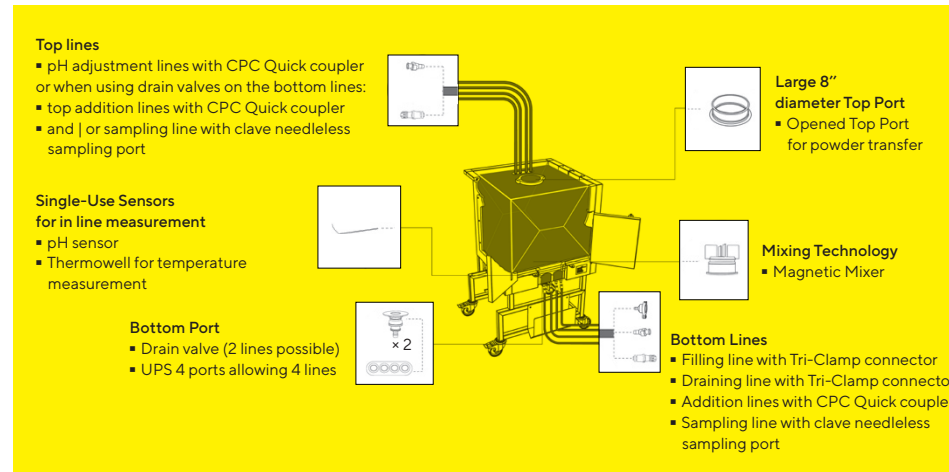 Top lines
▪ pH adjustment lines with CPC Quick coupler
or when using drain valves on the bottom lines:
▪ top addition lines with CPC Quick coupler
▪ and | or sampling line with clave needleless
sampling port
Large 8″
diameter Top Port
▪ Opened Top Port
for powder transfer
Single-Use Sensors
for in line measurement
▪ pH sensor
▪ Thermowell for temperature
measurement
Mixing Technology
▪ Magnetic Mixer
Bottom Port
▪ Drain valve (2 lines possible)
▪ UPS 4 ports allowing 4 lines
× 2
Bottom Lines
▪ Filling line with Tri-Clamp connector
▪ Draining line with Tri-Clamp connecto
▪ Addition lines with CPC Quick couple
▪ Sampling line with clave needleless
sampling port